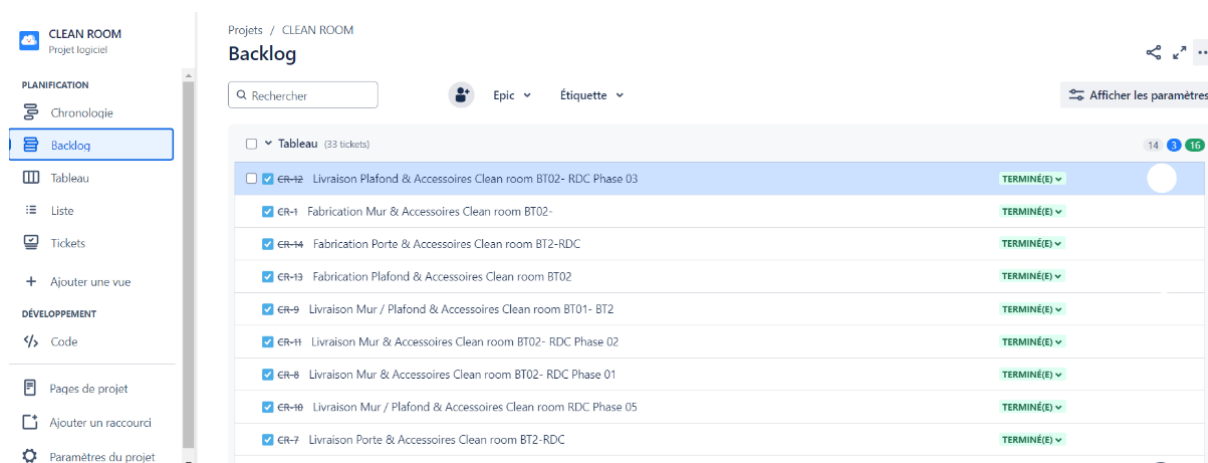 CLEAN ROOM
Projet logiciel
PLANIFICATION
Chronologie
Backlog
Tableau
Liste
Tickets
Ajouter une vue
DÉVELOPPEMENT
Code
Pages de projet
Ajouter un raccourci
Paramètres du projet
Projets / CLEAN ROOM
Backlog
Rechercher Epic Étiquette Afficher les paramètres
Tableau (33 tickets) 14 3 16
CR-12 Livraison Plafond & Accessoires Clean room BT02- RDC Phase 03 TERMINÉ(E)
CR-1 Fabrication Mur & Accessoires Clean room BT02- TERMINÉ(E)
CR-14 Fabrication Porte & Accessoires Clean room BT2-RDC TERMINÉ(E)
CR-13 Fabrication Plafond & Accessoires Clean room BT02 TERMINÉ(E)
CR-9 Livraison Mur / Plafond & Accessoires Clean room BT01- BT2 TERMINÉ(E)
CR-11 Livraison Mur & Accessoires Clean room BT02- RDC Phase 02 TERMINÉ(E)
CR-8 Livraison Mur & Accessoires Clean room BT02- RDC Phase 01 TERMINÉ(E)
CR-10 Livraison Mur / Plafond & Accessoires Clean room RDC Phase 05 TERMINÉ(E)
CR-7 Livraison Porte & Accessoires Clean room BT2-RDC TERMINÉ(E)